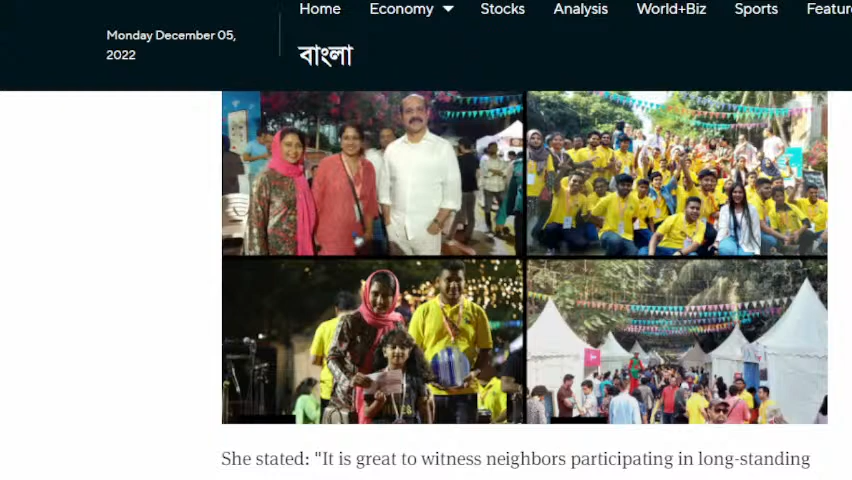 Home Economy Stocks Analysis World+Biz Sports Featur
Monday December 05,
2022
বাংলা
She stated: "It is great to witness neighbors participating in long-standing